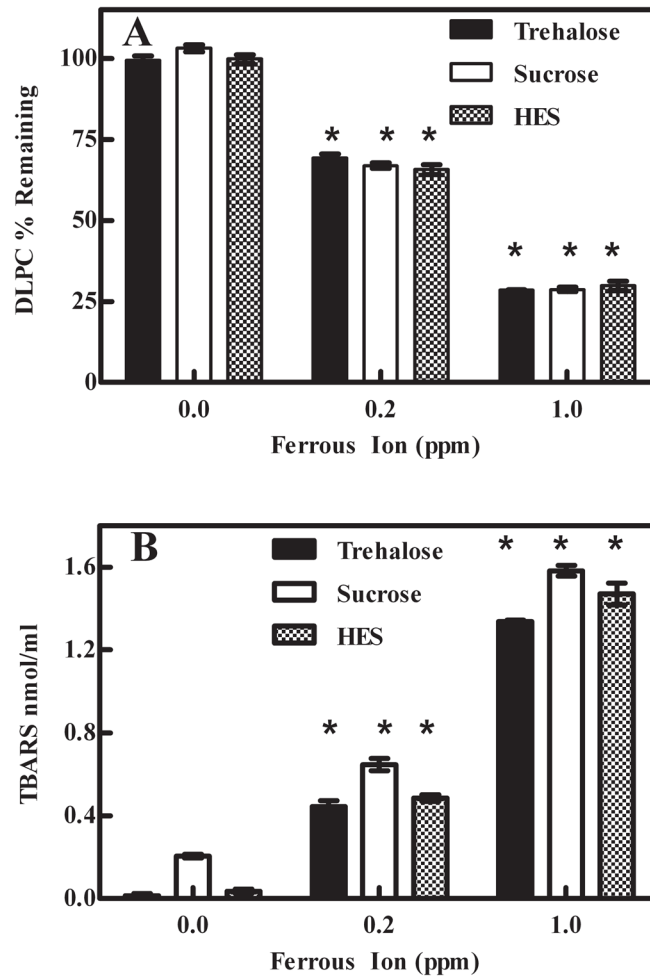 A
Trehalose
Sucrose
HES
100
75
50
25
0
DLPC % Remaining
* * *
* * *
0.0 0.2 1.0
Ferrous Ion (ppm)
B
Trehalose
Sucrose
HES
1.6
1.2
0.8
0.4
0.0
TBARS nmol/ml
* * *
* * *
0.0 0.2 1.0
Ferrous Ion (ppm)